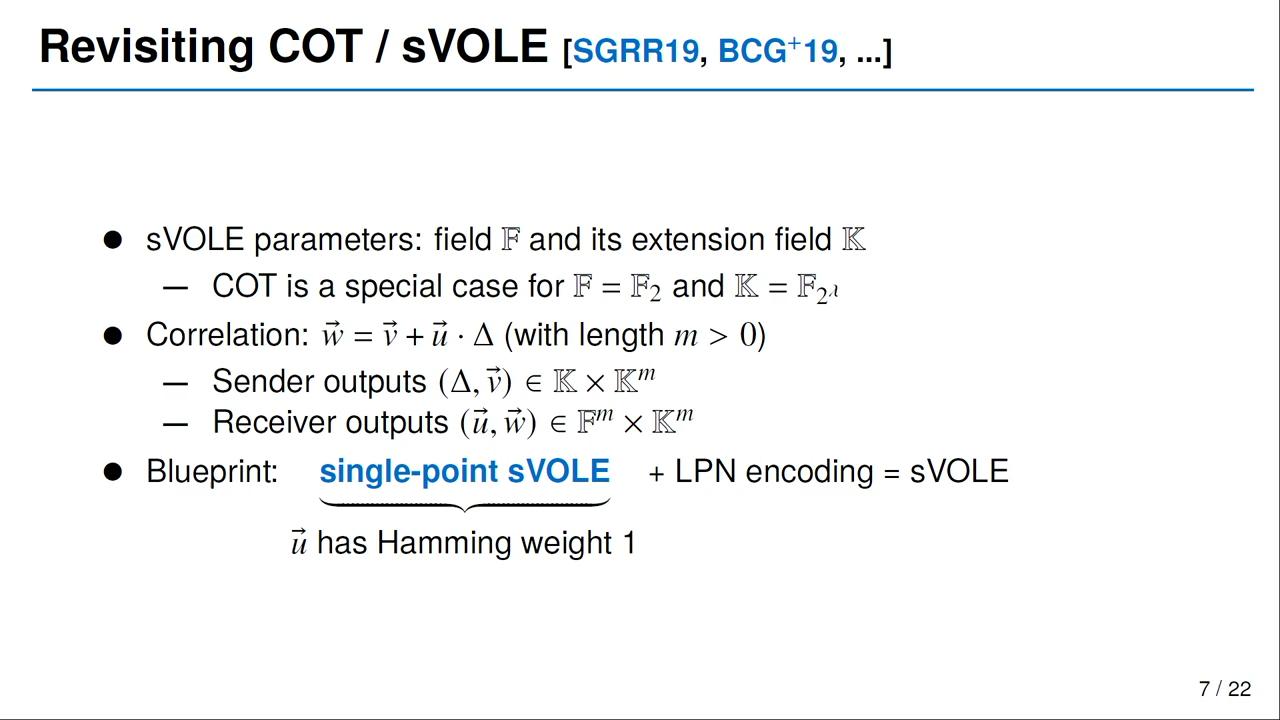 Revisiting COT / sVOLE [SGRR19, BCG⁺19, ...]
● sVOLE parameters: field 𝔽 and its extension field 𝕂
— COT is a special case for 𝔽 = 𝔽₂ and 𝕂 = 𝔽_{2^λ}
● Correlation: w⃗ = v⃗ + u⃗ · Δ (with length m > 0)
— Sender outputs (Δ, v⃗) ∈ 𝕂 × 𝕂ᵐ
— Receiver outputs (u⃗, w⃗) ∈ 𝔽ᵐ × 𝕂ᵐ
● Blueprint: single-point sVOLE + LPN encoding = sVOLE
u⃗ has Hamming weight 1
7 / 22